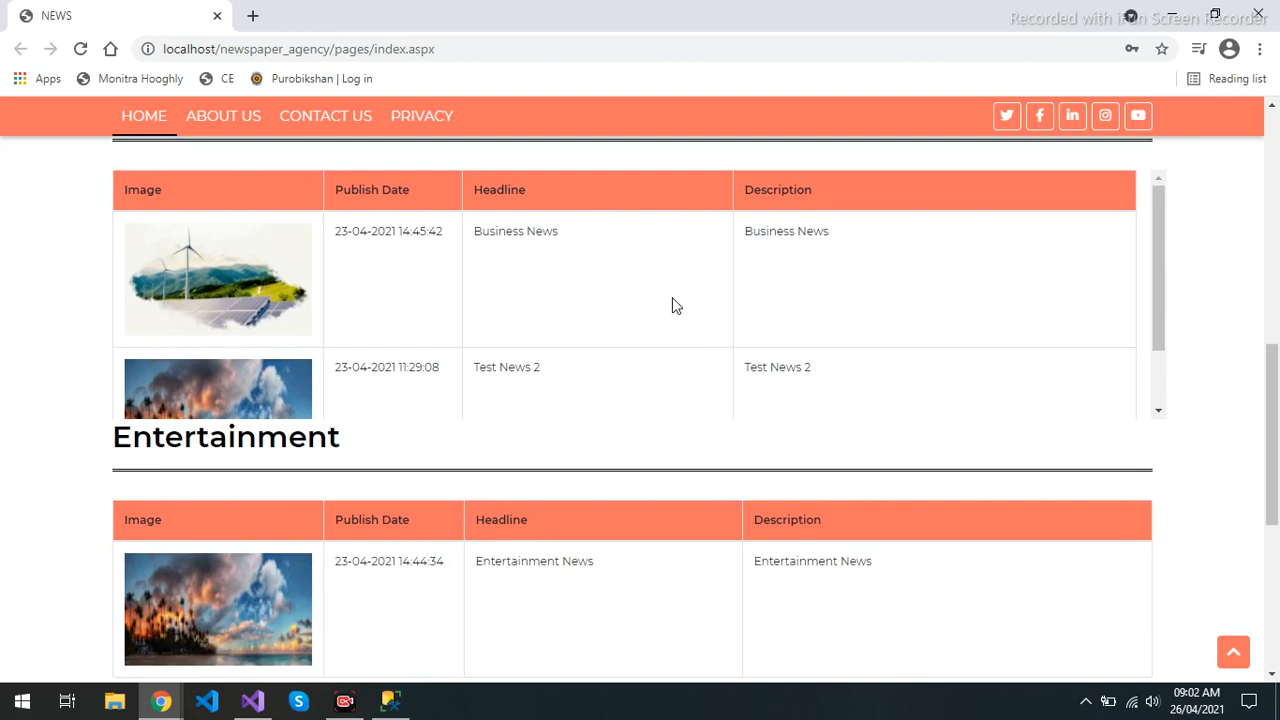 NEWS
Recorded with iFun Screen Recorder
localhost/newspaper_agency/pages/index.aspx
Apps Monitra Hooghly CE Purobikshan | Log in Reading list
HOME ABOUT US CONTACT US PRIVACY
Image Publish Date Headline Description
23-04-2021 14:45:42 Business News Business News
23-04-2021 11:29:08 Test News 2 Test News 2
Entertainment
Image Publish Date Headline Description
23-04-2021 14:44:34 Entertainment News Entertainment News
09:02 AM
26/04/2021